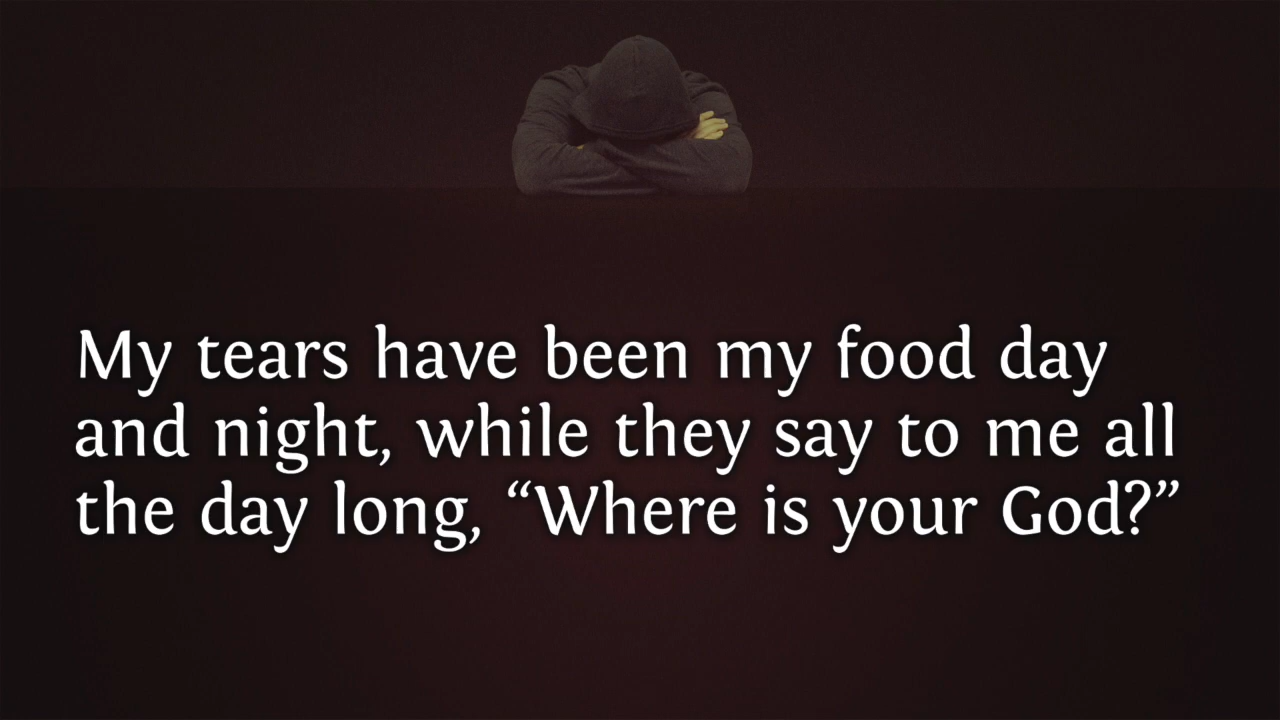 My tears have been my food day
and night, while they say to me all
the day long, “Where is your God?”